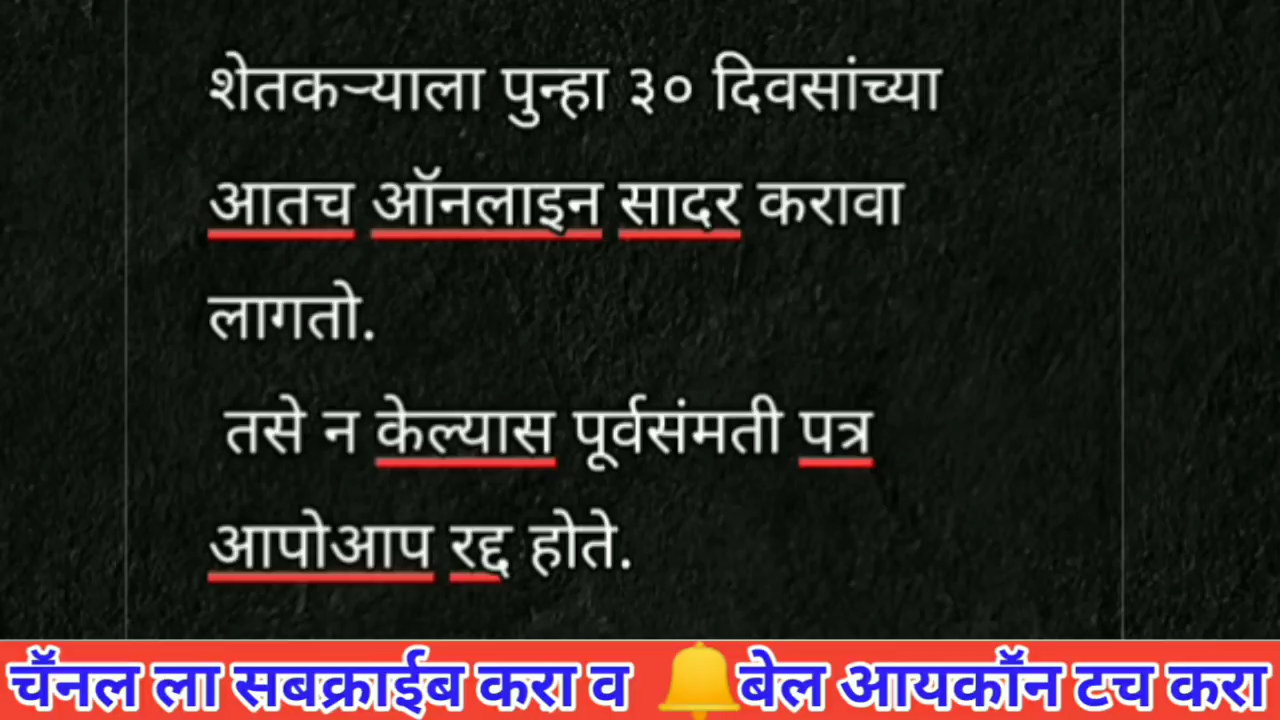 शेतकऱ्याला पुन्हा ३० दिवसांच्या
आतच ऑनलाइन सादर करावा
लागतो.
तसे न केल्यास पूर्वसंमती पत्र
आपोआप रद्द होते.
चॅंनल ला सबक्राईब करा व 🔔बेल आयकॉंन टच करा